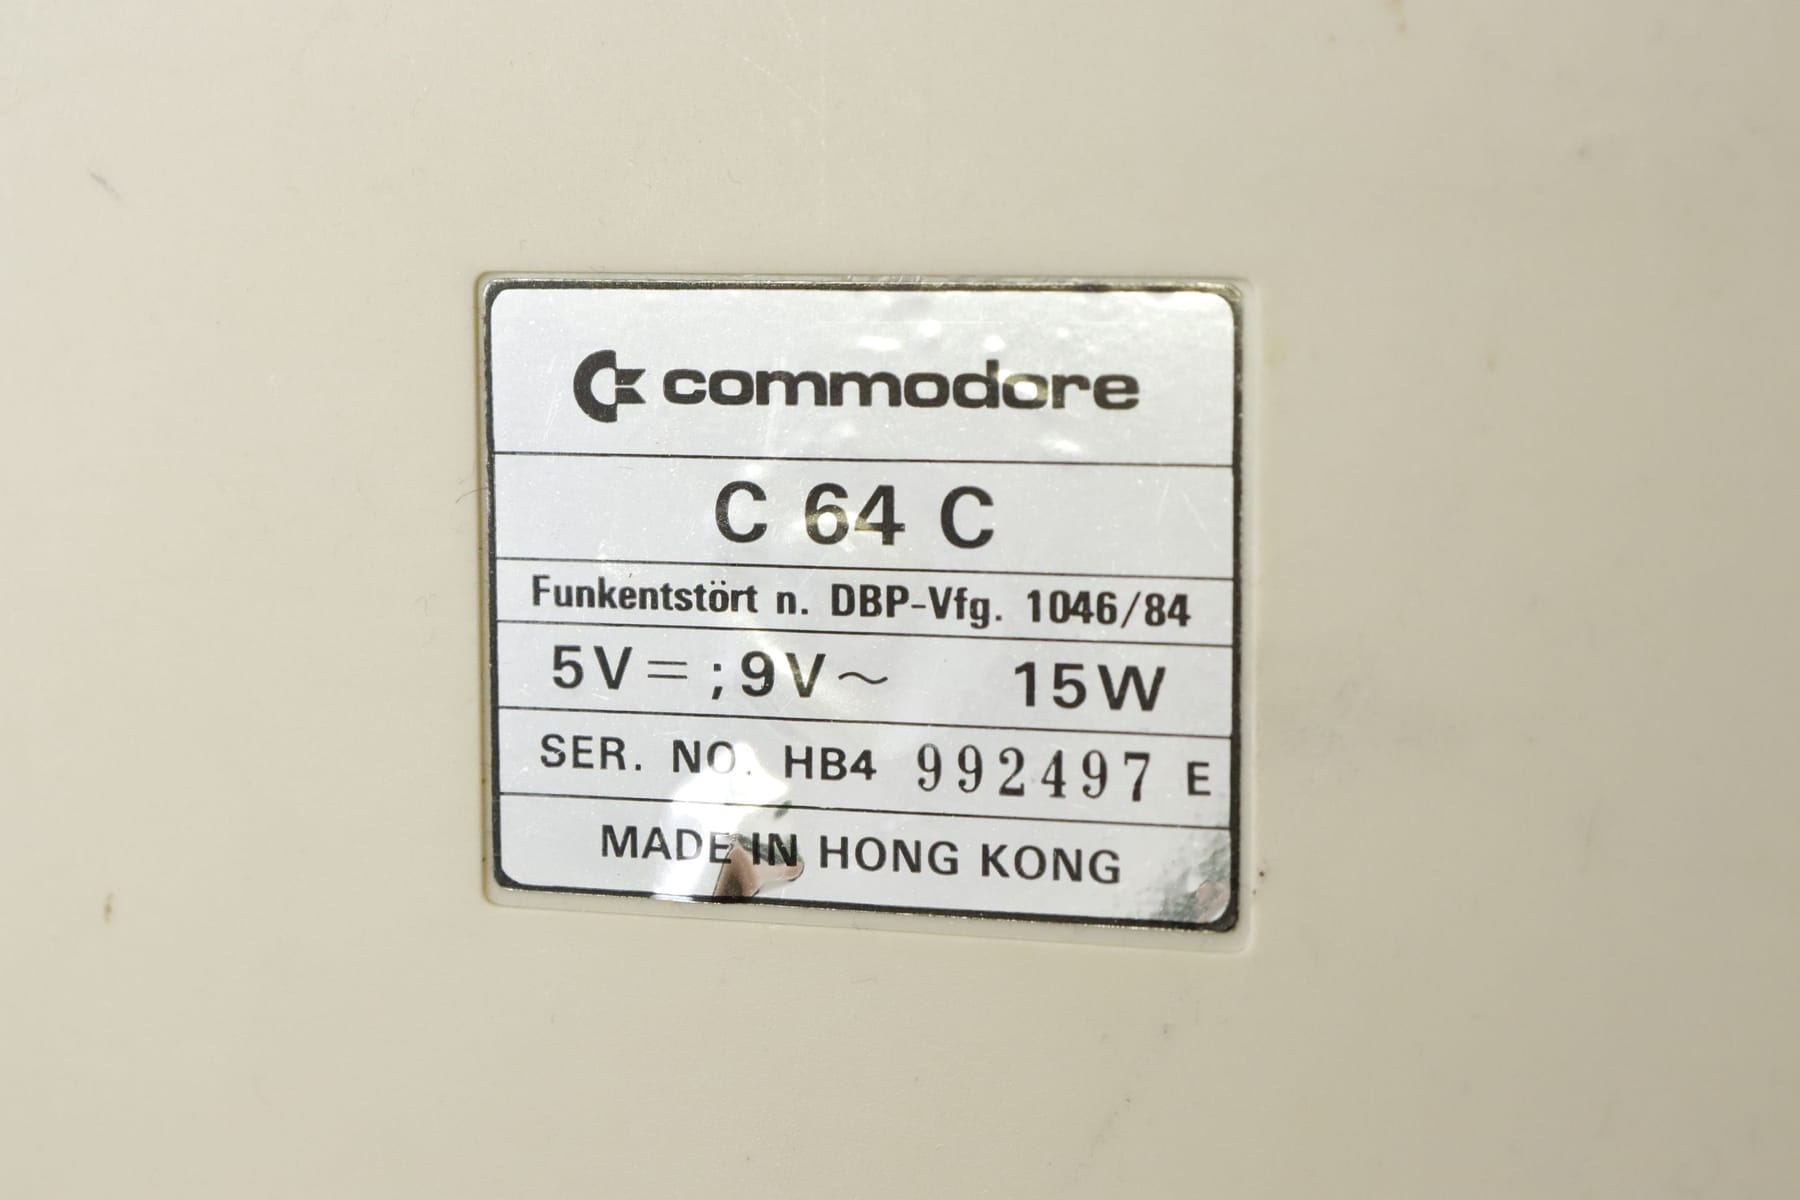 commodore
C 64 C
Funkentstört n. DBP-Vfg. 1046/84
5V⎓ ;9V~ 15W
SER. NO. HB4 992497 E
MADE IN HONG KONG